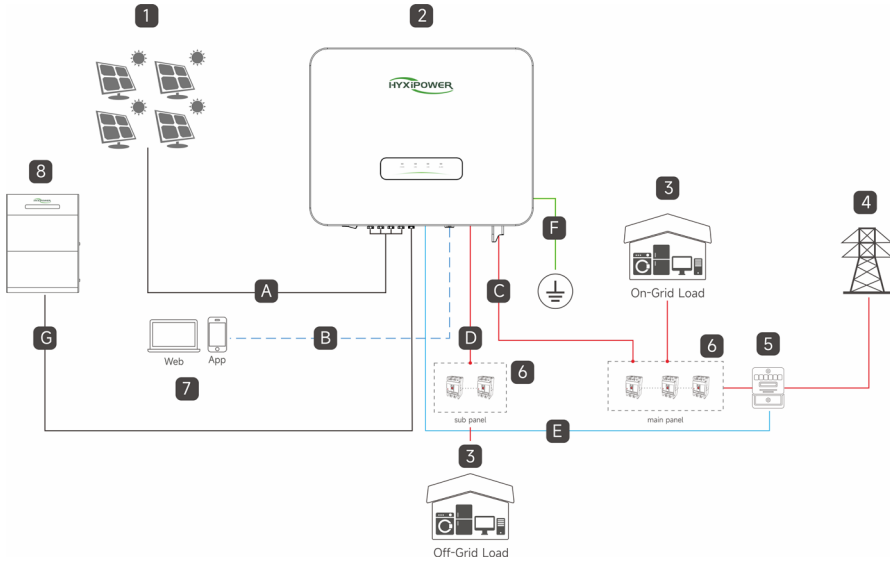 1
2
HYXiPOWER
8
3
4
F
A
C
On-Grid Load
G
B
D
6
5
6
Web
App
7
sub panel
E
main panel
3
Off-Grid Load